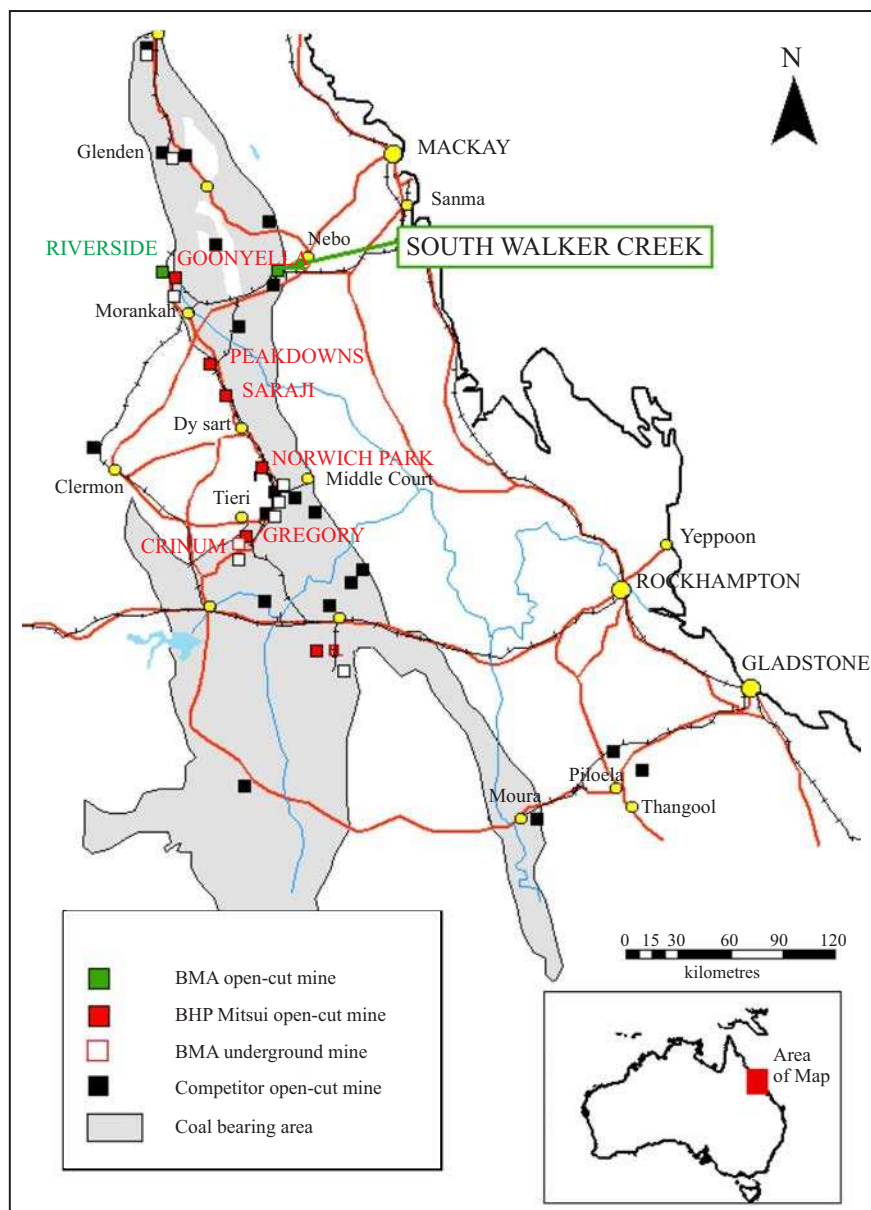 N
MACKAY
Glenden
Sanma
RIVERSIDE
GOONYELLA
Nebo
SOUTH WALKER CREEK
Morankah
PEAKDOWNS
SARAJI
Dy sart
NORWICH PARK
Clermon
Middle Court
Tieri
CRINUM
GREGORY
Yeppoon
ROCKHAMPTON
GLADSTONE
Piloela
Moura
Thangool
BMA open-cut mine
BHP Mitsui open-cut mine
BMA underground mine
Competitor open-cut mine
Coal bearing area
0 15 30 60 90 120
kilometres
Area
of Map